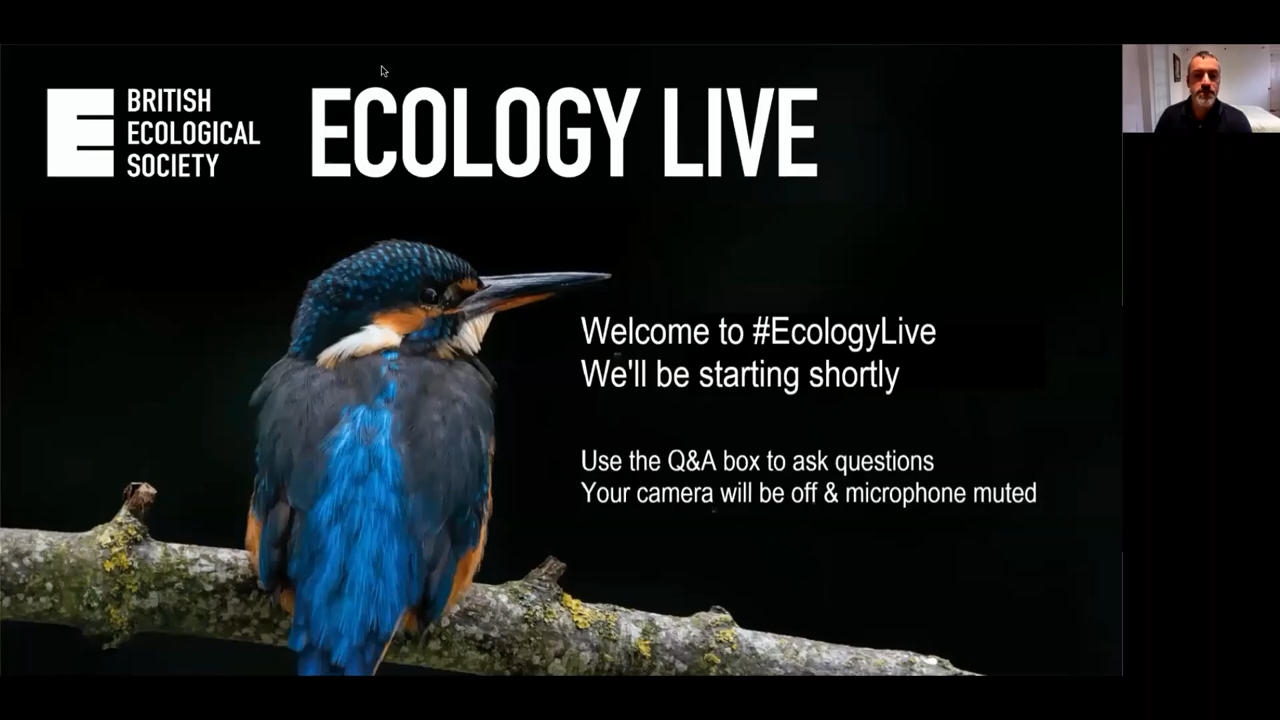 BRITISH
ECOLOGICAL
SOCIETY
ECOLOGY LIVE
Welcome to #EcologyLive
We'll be starting shortly
Use the Q&A box to ask questions
Your camera will be off & microphone muted